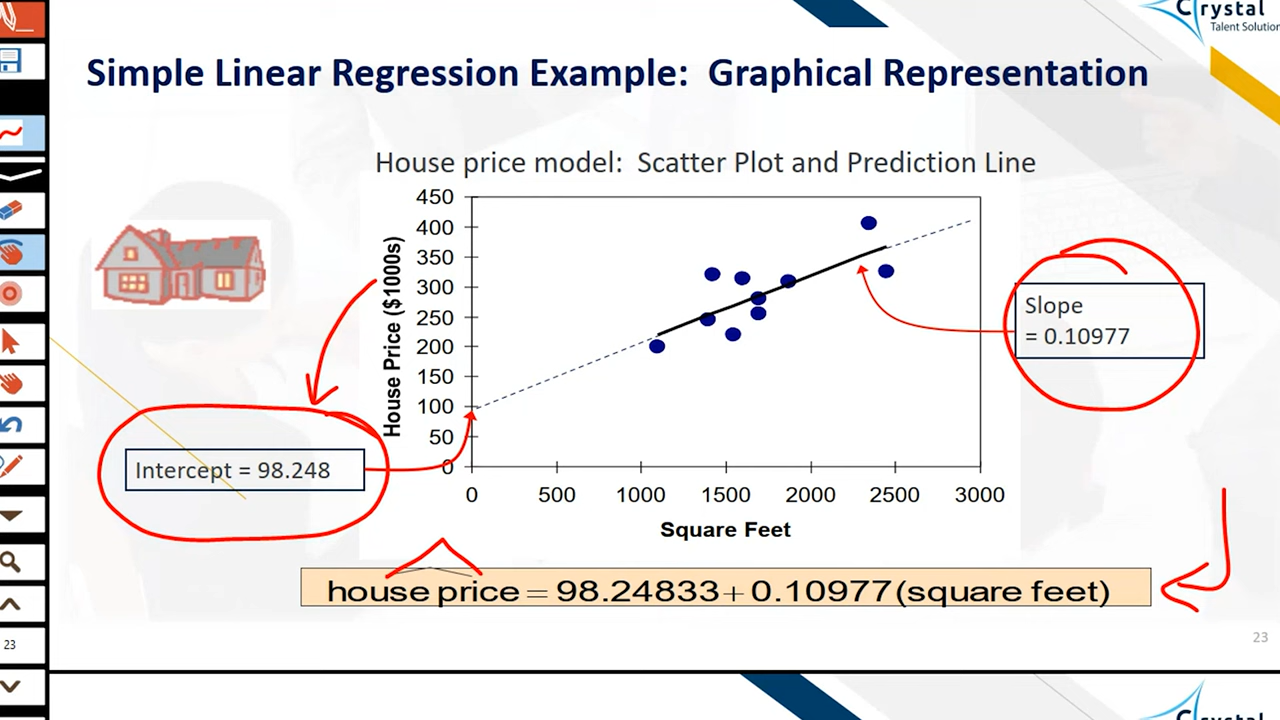 Crystal
Talent Solution
Simple Linear Regression Example: Graphical Representation
House price model: Scatter Plot and Prediction Line
450
400
350
300
250
200
150
100
50
0
House Price ($1000s)
0 500 1000 1500 2000 2500 3000
Square Feet
Slope
= 0.10977
Intercept = 98.248
house price = 98.24833 + 0.10977 (square feet)
23
23
Crystal